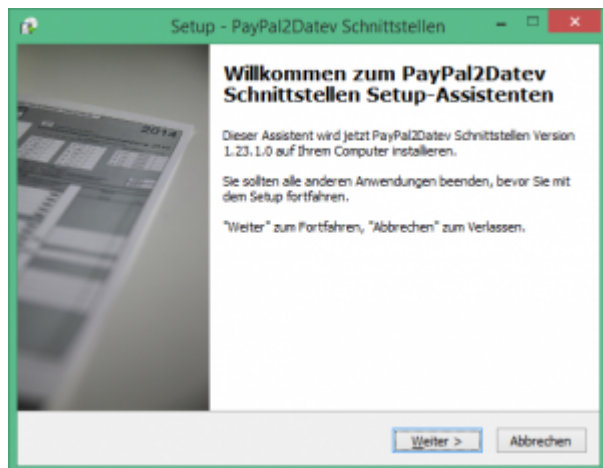 Setup - PayPal2Datev Schnittstellen
2014
Willkommen zum PayPal2Datev
Schnittstellen Setup-Assistenten
Dieser Assistent wird jetzt PayPal2Datev Schnittstellen Version
1.23.1.0 auf Ihrem Computer installieren.
Sie sollten alle anderen Anwendungen beenden, bevor Sie mit
dem Setup fortfahren.
"Weiter" zum Fortfahren, "Abbrechen" zum Verlassen.
Weiter >
Abbrechen